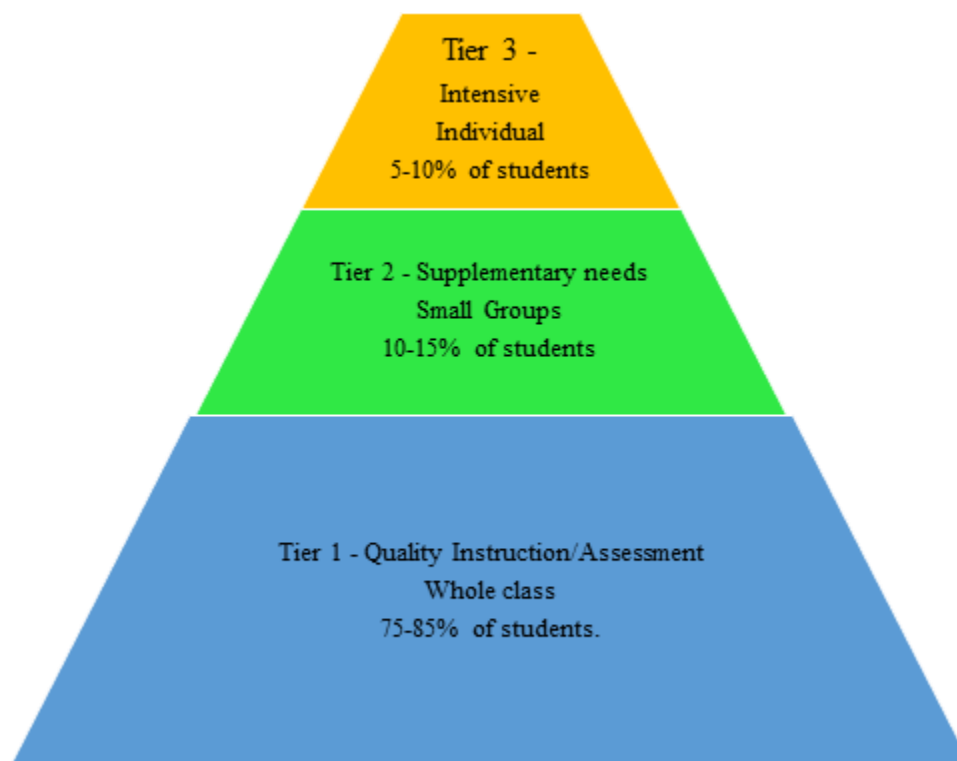 Tier 3 -
Intensive
Individual
5-10% of students
Tier 2 - Supplementary needs
Small Groups
10-15% of students
Tier 1 - Quality Instruction/Assessment
Whole class
75-85% of students.